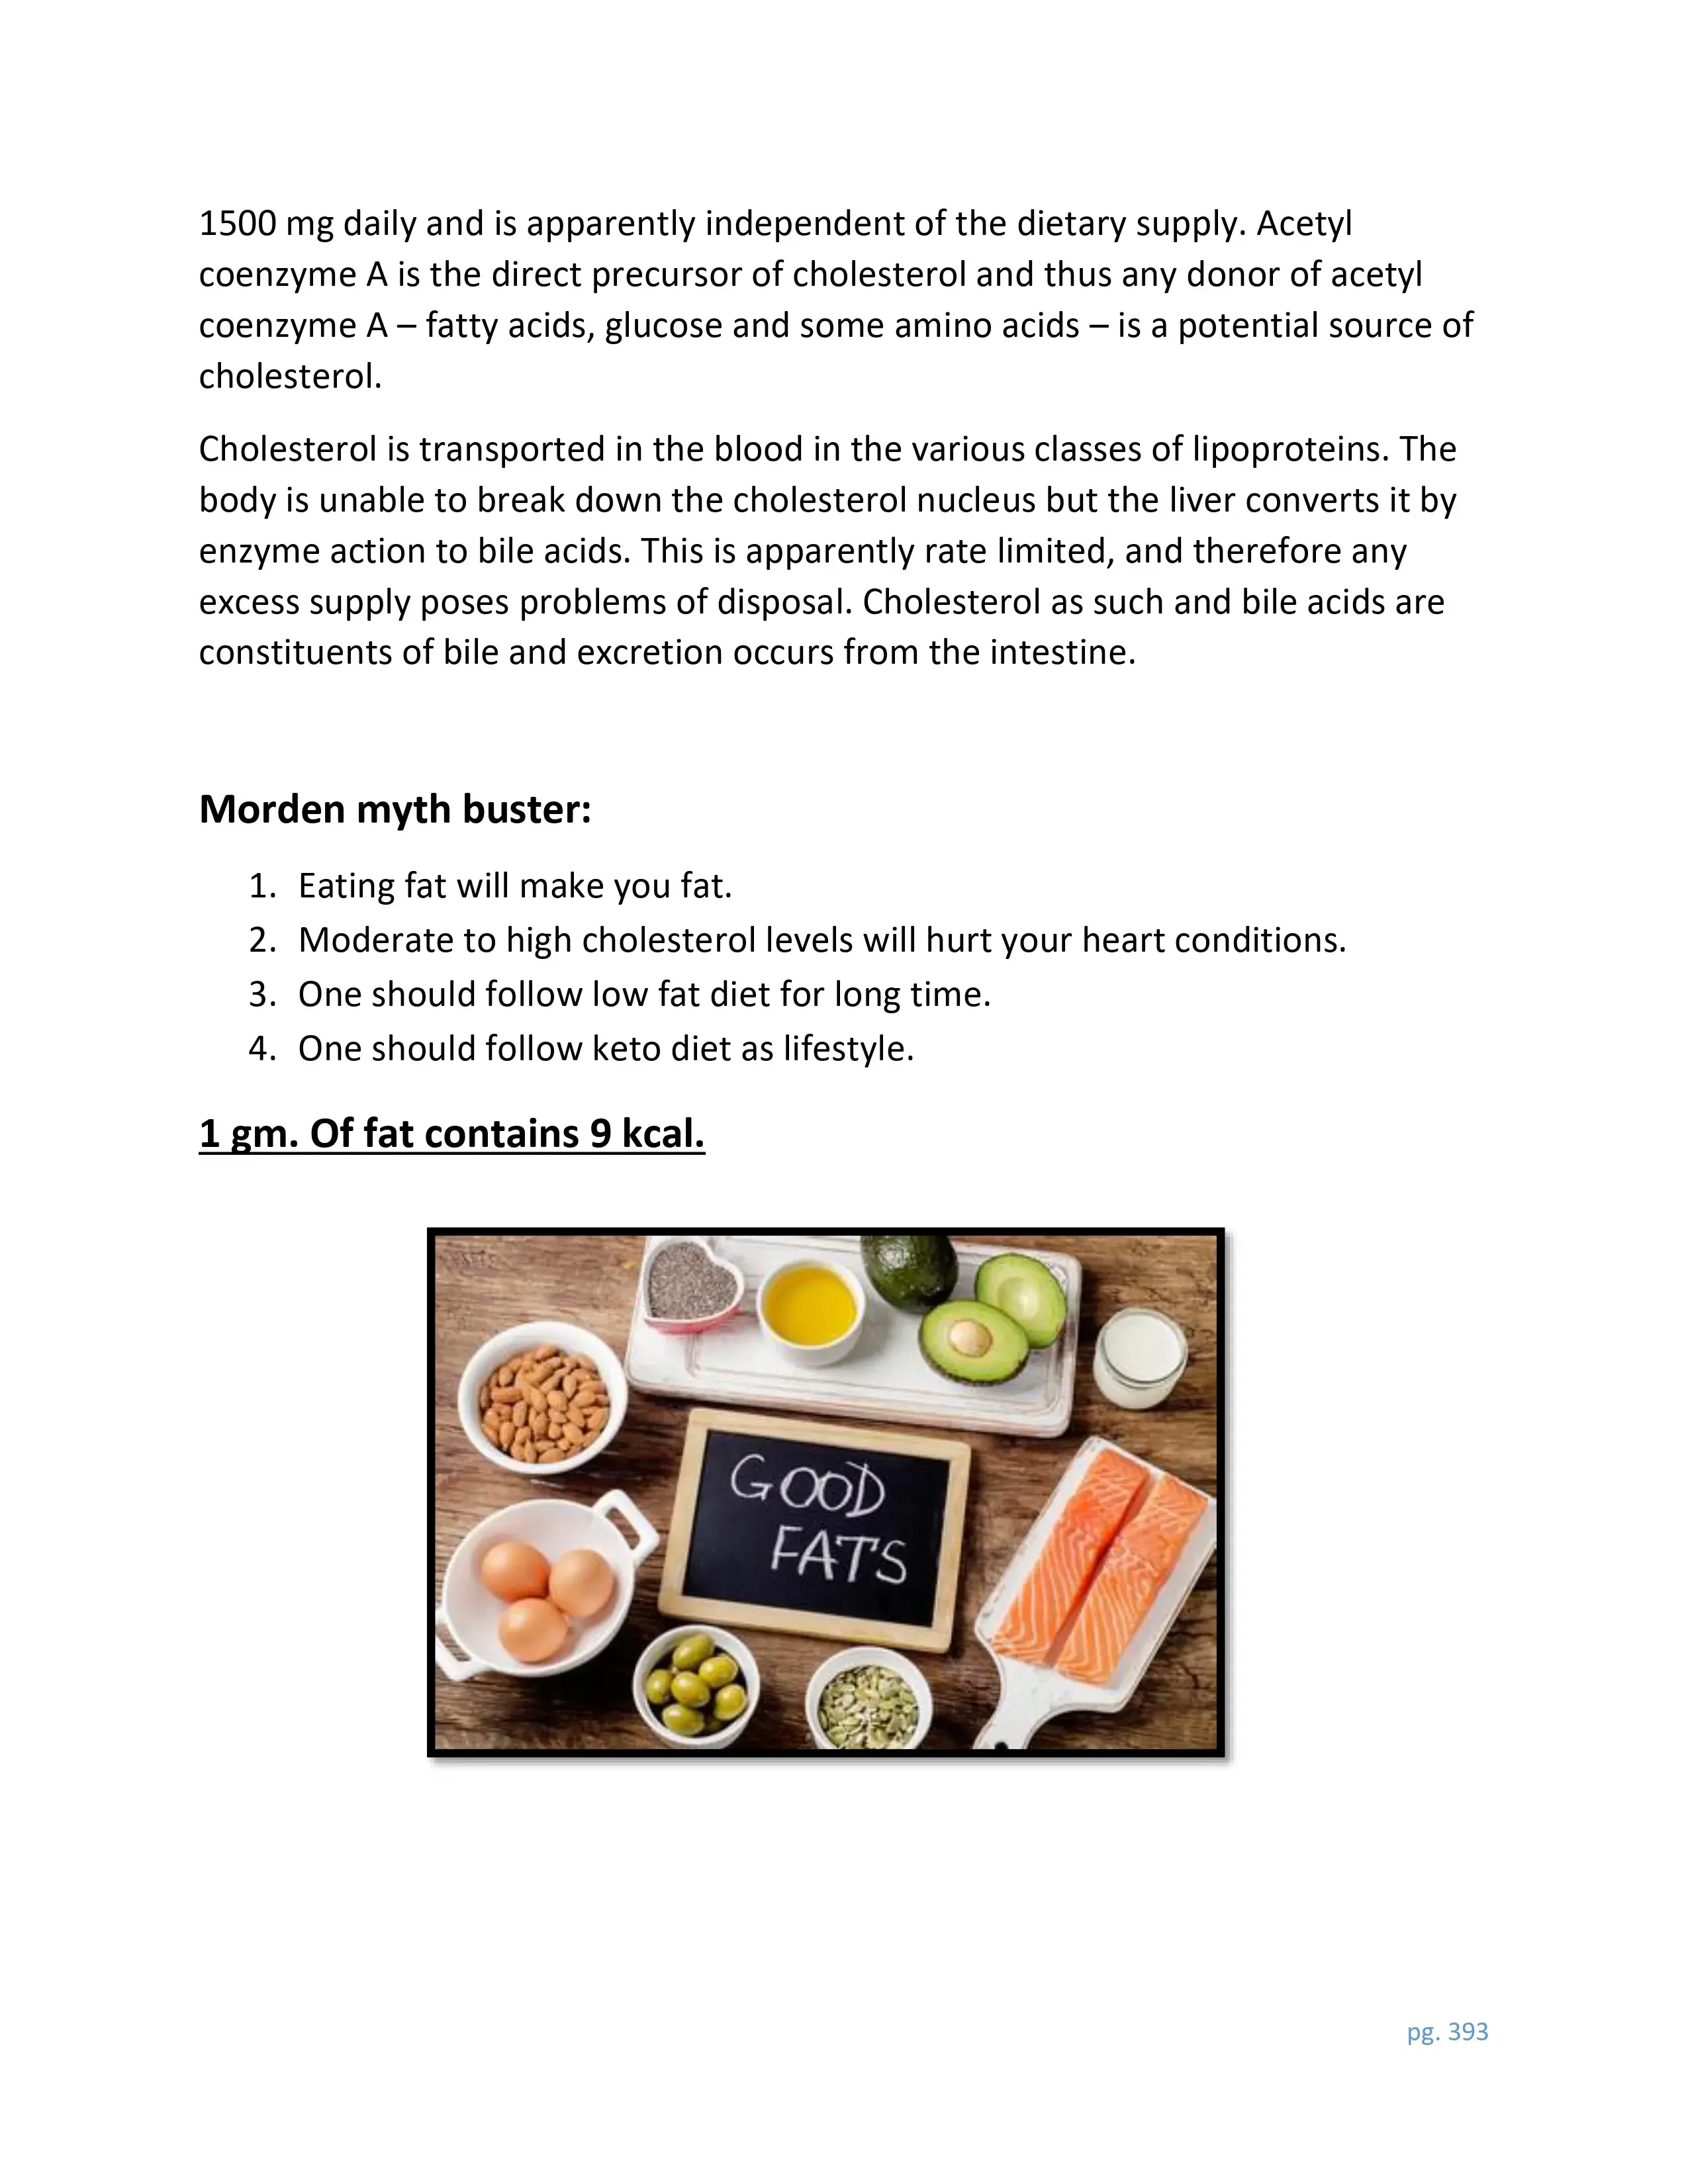 1500 mg daily and is apparently independent of the dietary supply. Acetyl
coenzyme A is the direct precursor of cholesterol and thus any donor of acetyl
coenzyme A – fatty acids, glucose and some amino acids – is a potential source of
cholesterol.
Cholesterol is transported in the blood in the various classes of lipoproteins. The
body is unable to break down the cholesterol nucleus but the liver converts it by
enzyme action to bile acids. This is apparently rate limited, and therefore any
excess supply poses problems of disposal. Cholesterol as such and bile acids are
constituents of bile and excretion occurs from the intestine.
Morden myth buster:
1. Eating fat will make you fat.
2. Moderate to high cholesterol levels will hurt your heart conditions.
3. One should follow low fat diet for long time.
4. One should follow keto diet as lifestyle.
1 gm. Of fat contains 9 kcal.
GOOD
FATS
pg. 393